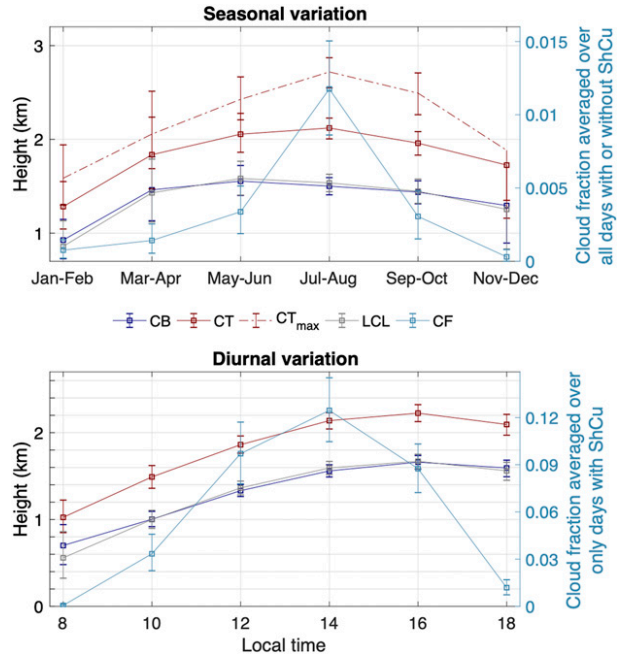 Seasonal variation
3
2
1
Height (km)
0.015
0.01
0.005
0
Cloud fraction averaged over
all days with or without ShCu
Jan-Feb Mar-Apr May-Jun Jul-Aug Sep-Oct Nov-Dec
CB CT CTmax LCL CF
Diurnal variation
2
1
0
Height (km)
0.12
0.09
0.06
0.03
0
Cloud fraction averaged over
only days with ShCu
8 10 12 14 16 18
Local time